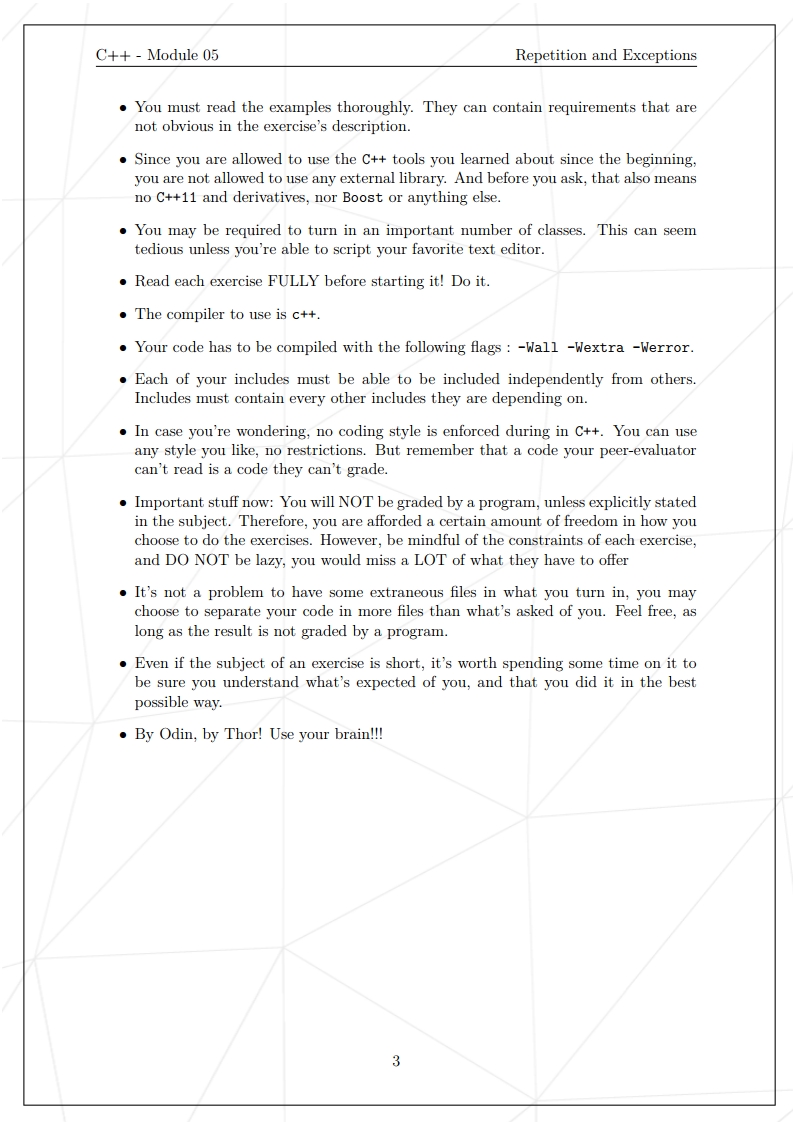 C++ - Module 05 Repetition and Exceptions
• You must read the examples thoroughly. They can contain requirements that are
not obvious in the exercise's description.
• Since you are allowed to use the C++ tools you learned about since the beginning,
you are not allowed to use any external library. And before you ask, that also means
no C++11 and derivatives, nor Boost or anything else.
• You may be required to turn in an important number of classes. This can seem
tedious unless you're able to script your favorite text editor.
• Read each exercise FULLY before starting it! Do it.
• The compiler to use is c++.
• Your code has to be compiled with the following flags : -Wall -Wextra -Werror.
• Each of your includes must be able to be included independently from others.
Includes must contain every other includes they are depending on.
• In case you're wondering, no coding style is enforced during in C++. You can use
any style you like, no restrictions. But remember that a code your peer-evaluator
can't read is a code they can't grade.
• Important stuff now: You will NOT be graded by a program, unless explicitly stated
in the subject. Therefore, you are afforded a certain amount of freedom in how you
choose to do the exercises. However, be mindful of the constraints of each exercise,
and DO NOT be lazy, you would miss a LOT of what they have to offer
• It's not a problem to have some extraneous files in what you turn in, you may
choose to separate your code in more files than what's asked of you. Feel free, as
long as the result is not graded by a program.
• Even if the subject of an exercise is short, it's worth spending some time on it to
be sure you understand what's expected of you, and that you did it in the best
possible way.
• By Odin, by Thor! Use your brain!!!
3